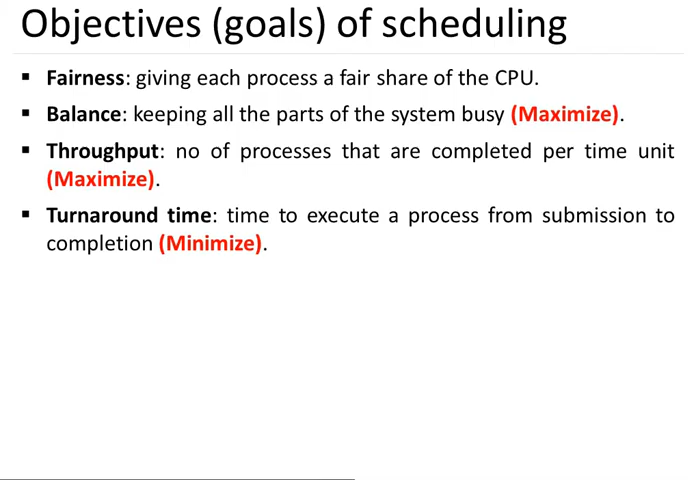 Objectives (goals) of scheduling
▪ Fairness: giving each process a fair share of the CPU.
▪ Balance: keeping all the parts of the system busy (Maximize).
▪ Throughput: no of processes that are completed per time unit
(Maximize).
▪ Turnaround time: time to execute a process from submission to
completion (Minimize).